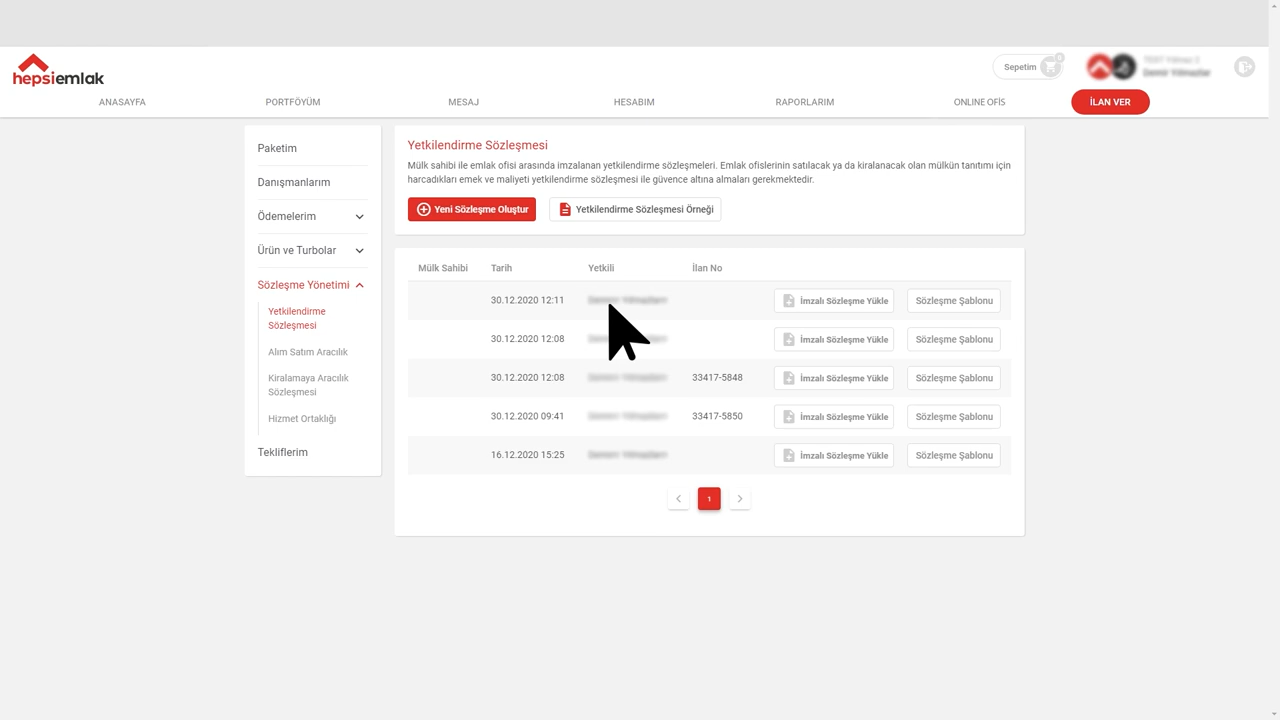 hepsiemlak
Sepetim
0
ANASAYFA
PORTFÖYÜM
MESAJ
HESABIM
RAPORLARIM
ONLINE OFİS
İLAN VER
Paketim
Danışmanlarım
Ödemelerim
Ürün ve Turbolar
Sözleşme Yönetimi
Yetkilendirme
Sözleşmesi
Alım Satım Aracılık
Kiralamaya Aracılık
Sözleşmesi
Hizmet Ortaklığı
Tekliflerim
Yetkilendirme Sözleşmesi
Mülk sahibi ile emlak ofisi arasında imzalanan yetkilendirme sözleşmeleri. Emlak ofislerinin satılacak ya da kiralanacak olan mülkün tanıtımı için
harcadıkları emek ve maliyeti yetkilendirme sözleşmesi ile güvence altına almaları gerekmektedir.
Yeni Sözleşme Oluştur
Yetkilendirme Sözleşmesi Örneği
Mülk Sahibi Tarih Yetkili İlan No
30.12.2020 12:11 İmzalı Sözleşme Yükle Sözleşme Şablonu
30.12.2020 12:08 İmzalı Sözleşme Yükle Sözleşme Şablonu
30.12.2020 12:08 33417-5848 İmzalı Sözleşme Yükle Sözleşme Şablonu
30.12.2020 09:41 33417-5850 İmzalı Sözleşme Yükle Sözleşme Şablonu
16.12.2020 15:25 İmzalı Sözleşme Yükle Sözleşme Şablonu
1